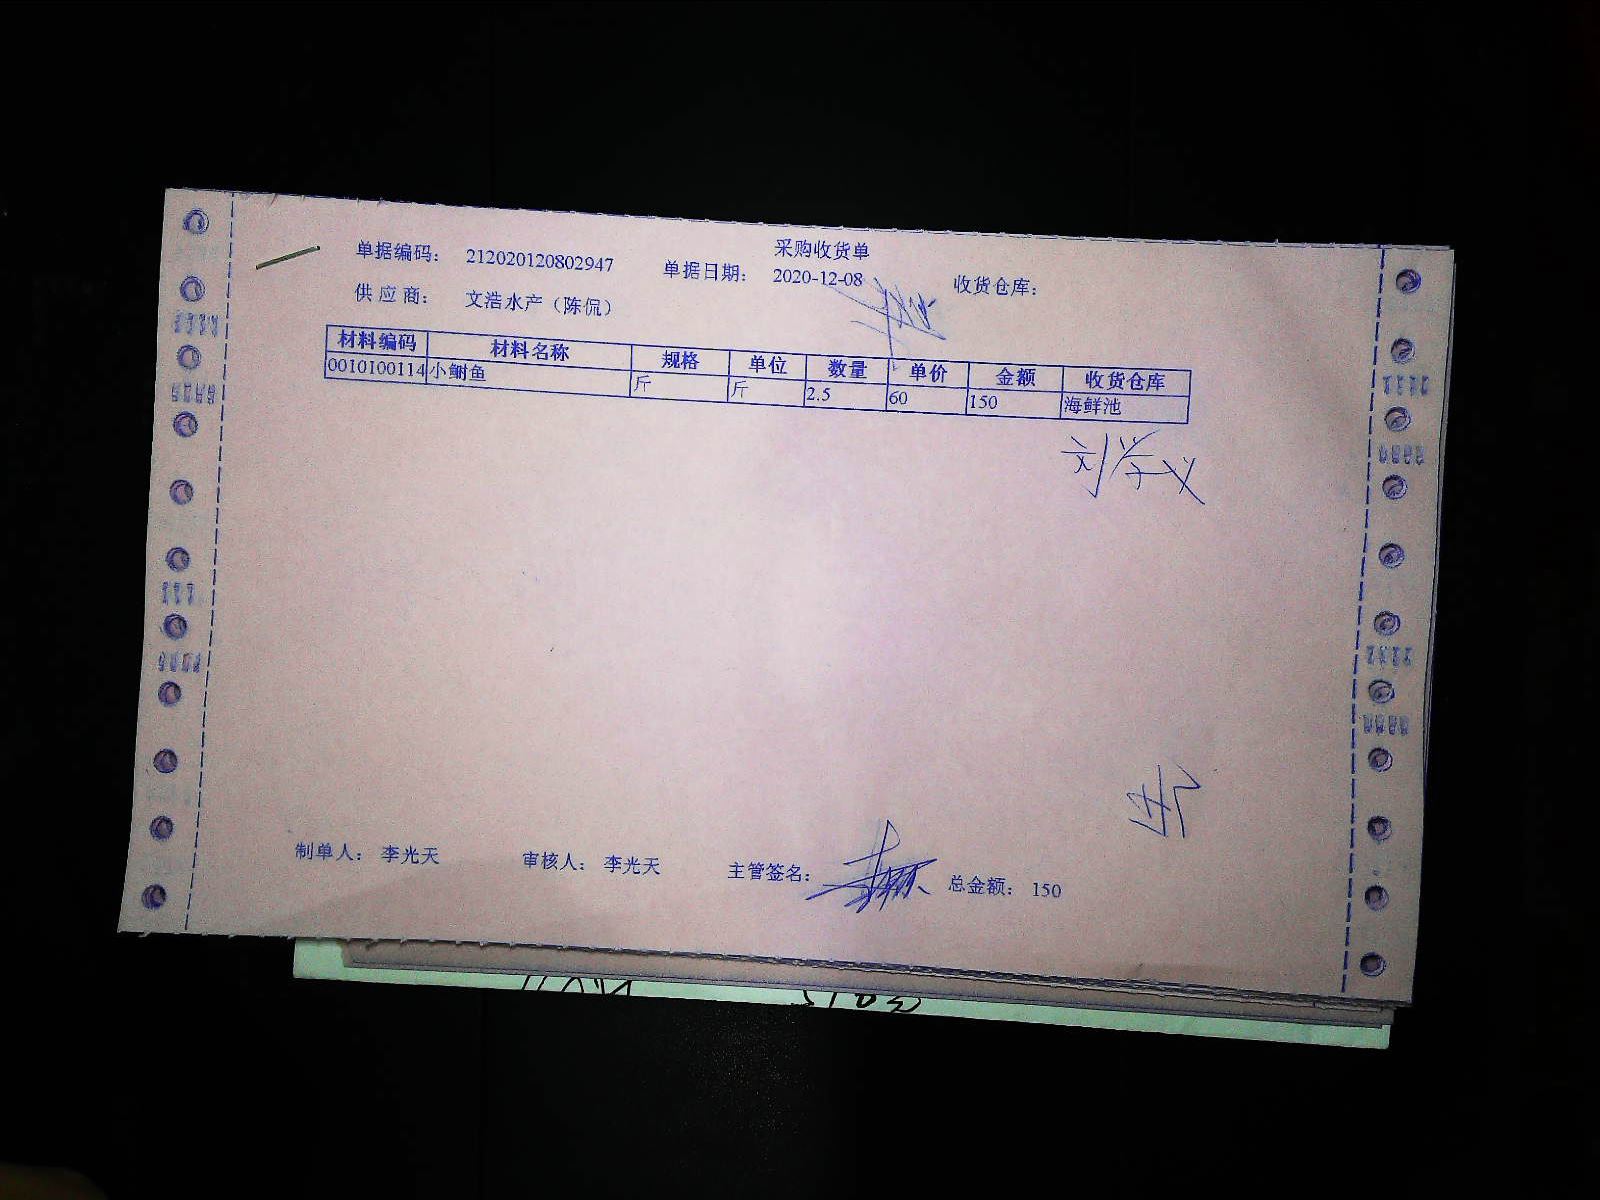 采购收货单
单据编码： 212020120802947 单据日期： 2020-12-08 收货仓库：
供应商： 文浩水产（陈侃）
材料编码 材料名称 规格 单位 数量 单价 金额 收货仓库
0010100114 小鲥鱼 斤 斤 2.5 60 150 海鲜池
刘学义
制单人： 李光天 审核人： 李光天 主管签名： 总金额： 150